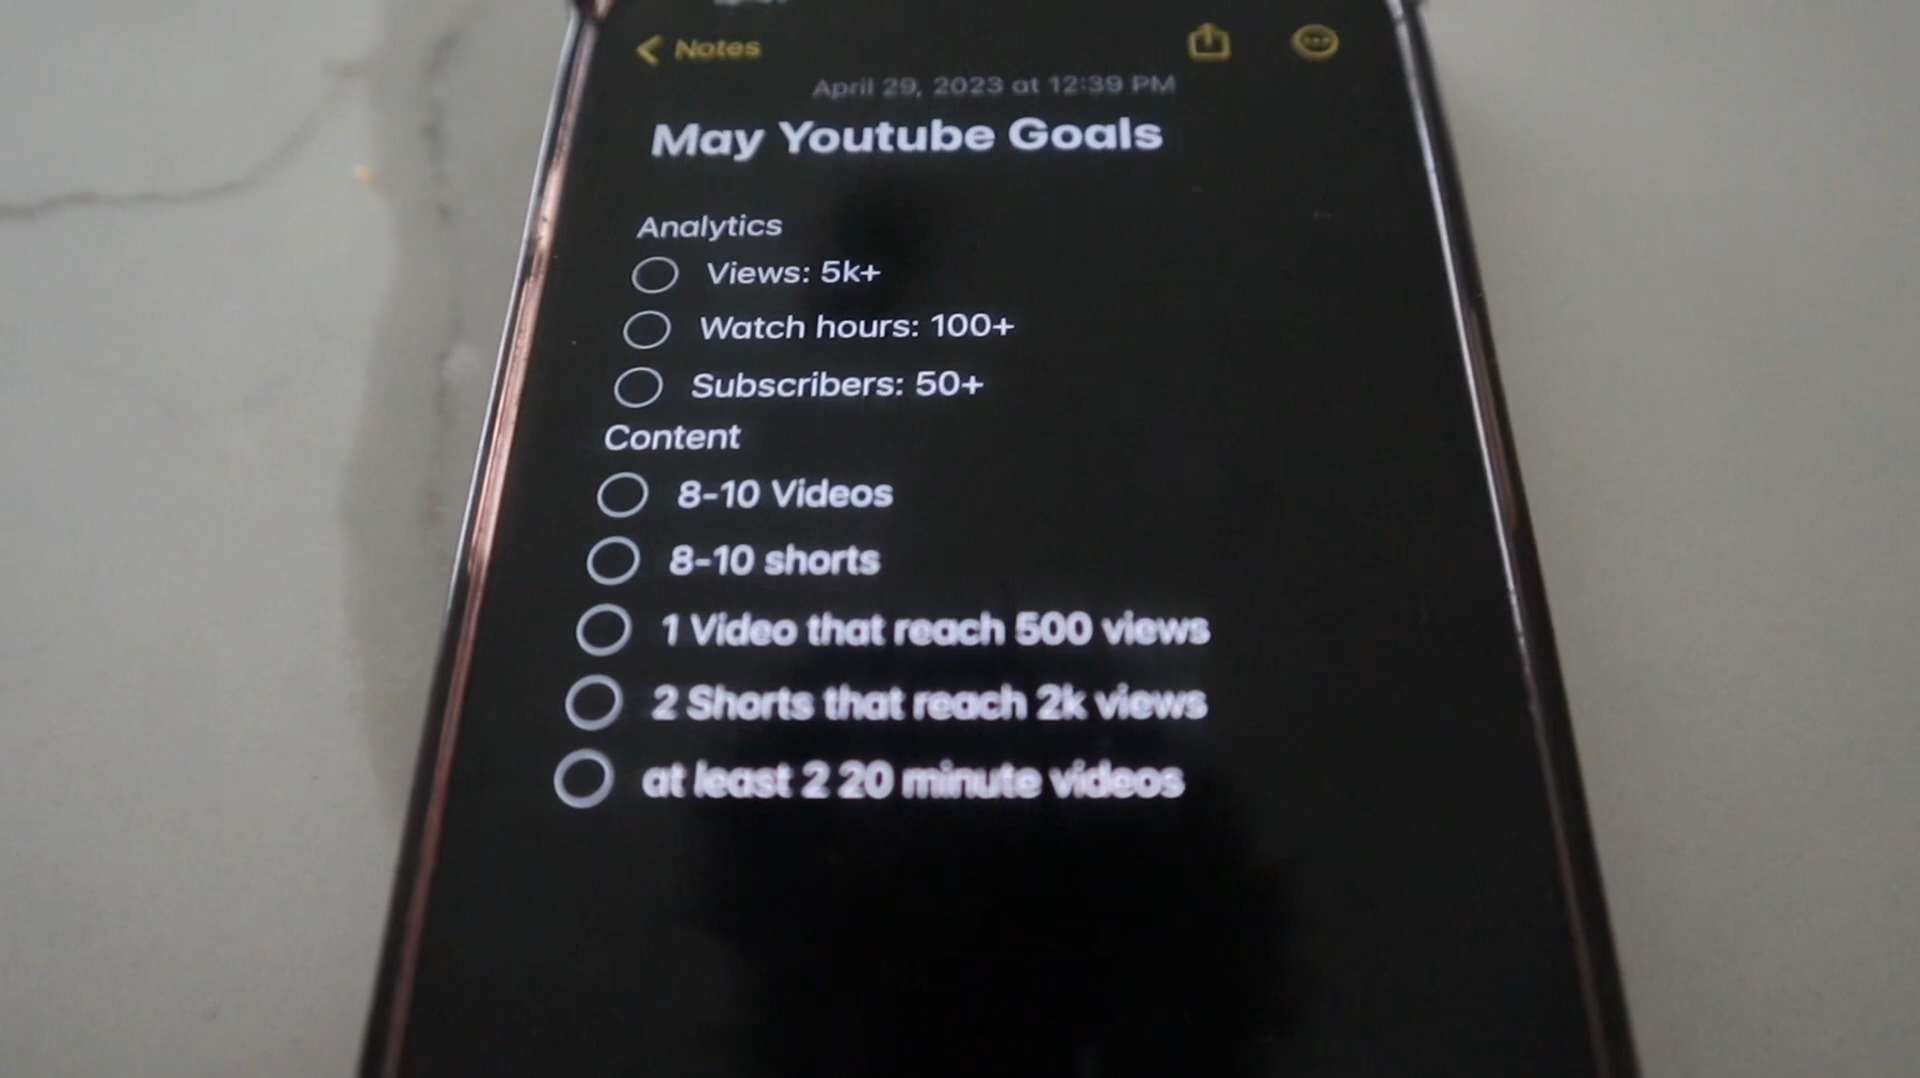 Notes
April 29, 2023 at 12:39 PM
May Youtube Goals
Analytics
Views: 5k+
Watch hours: 100+
Subscribers: 50+
Content
8-10 Videos
8-10 shorts
1 Video that reach 500 views
2 Shorts that reach 2k views
at least 2 20 minute videos